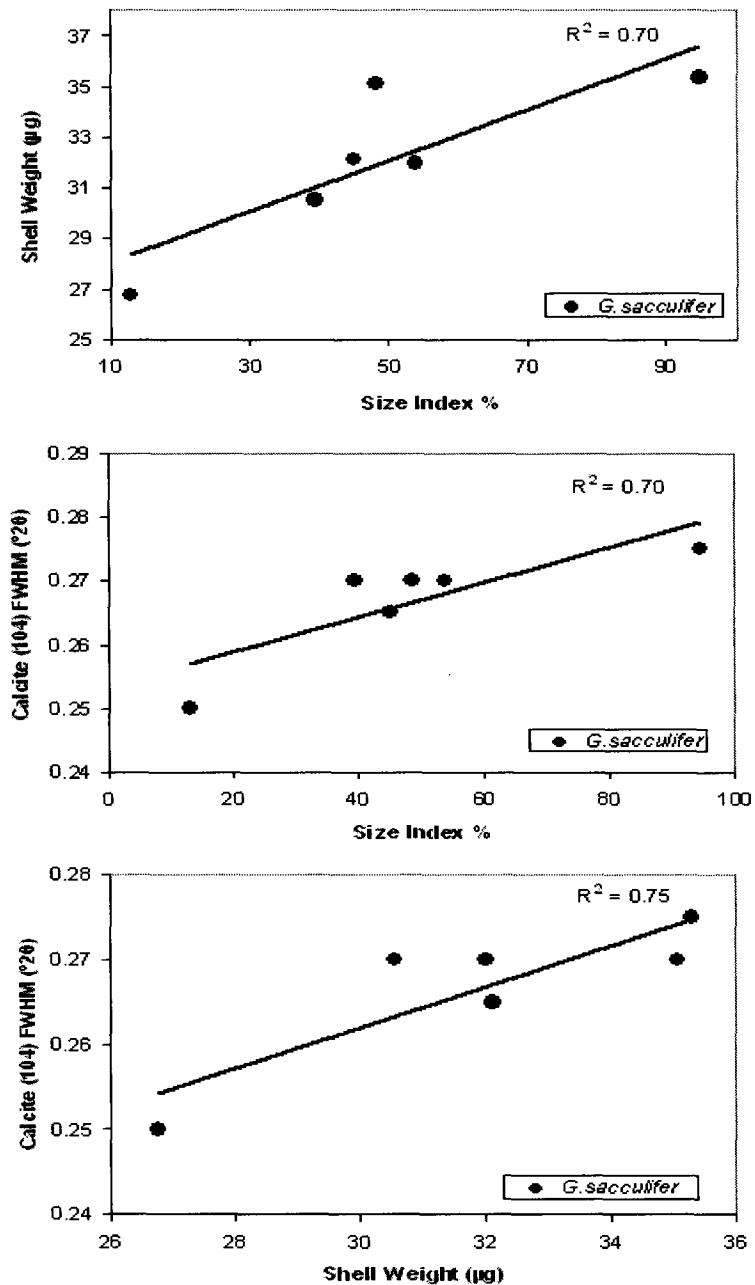 R² = 0.70
37
35
33
31
29
27
25
Shell Weight (µg)
G.sacculifer
10 30 50 70 90
Size Index %
0.29
0.28
0.27
0.26
0.25
0.24
R² = 0.70
Calcite (104) FWHM (°2θ)
G.sacculifer
0 20 40 60 80 100
Size Index %
0.28
0.27
0.26
0.25
0.24
R² = 0.75
Calcite (104) FWHM (°2θ)
G.sacculifer
26 28 30 32 34 36
Shell Weight (µg)